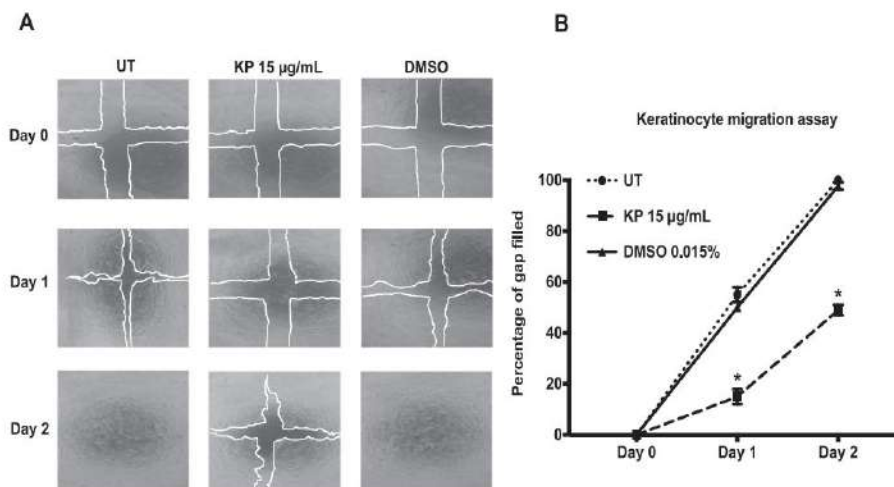 A
UT
KP 15 µg/mL
DMSO
Day 0
Day 1
Day 2
B
Keratinocyte migration assay
Percentage of gap filled
100
80
60
40
20
0
UT
KP 15 µg/mL
DMSO 0.015%
*
*
Day 0
Day 1
Day 2